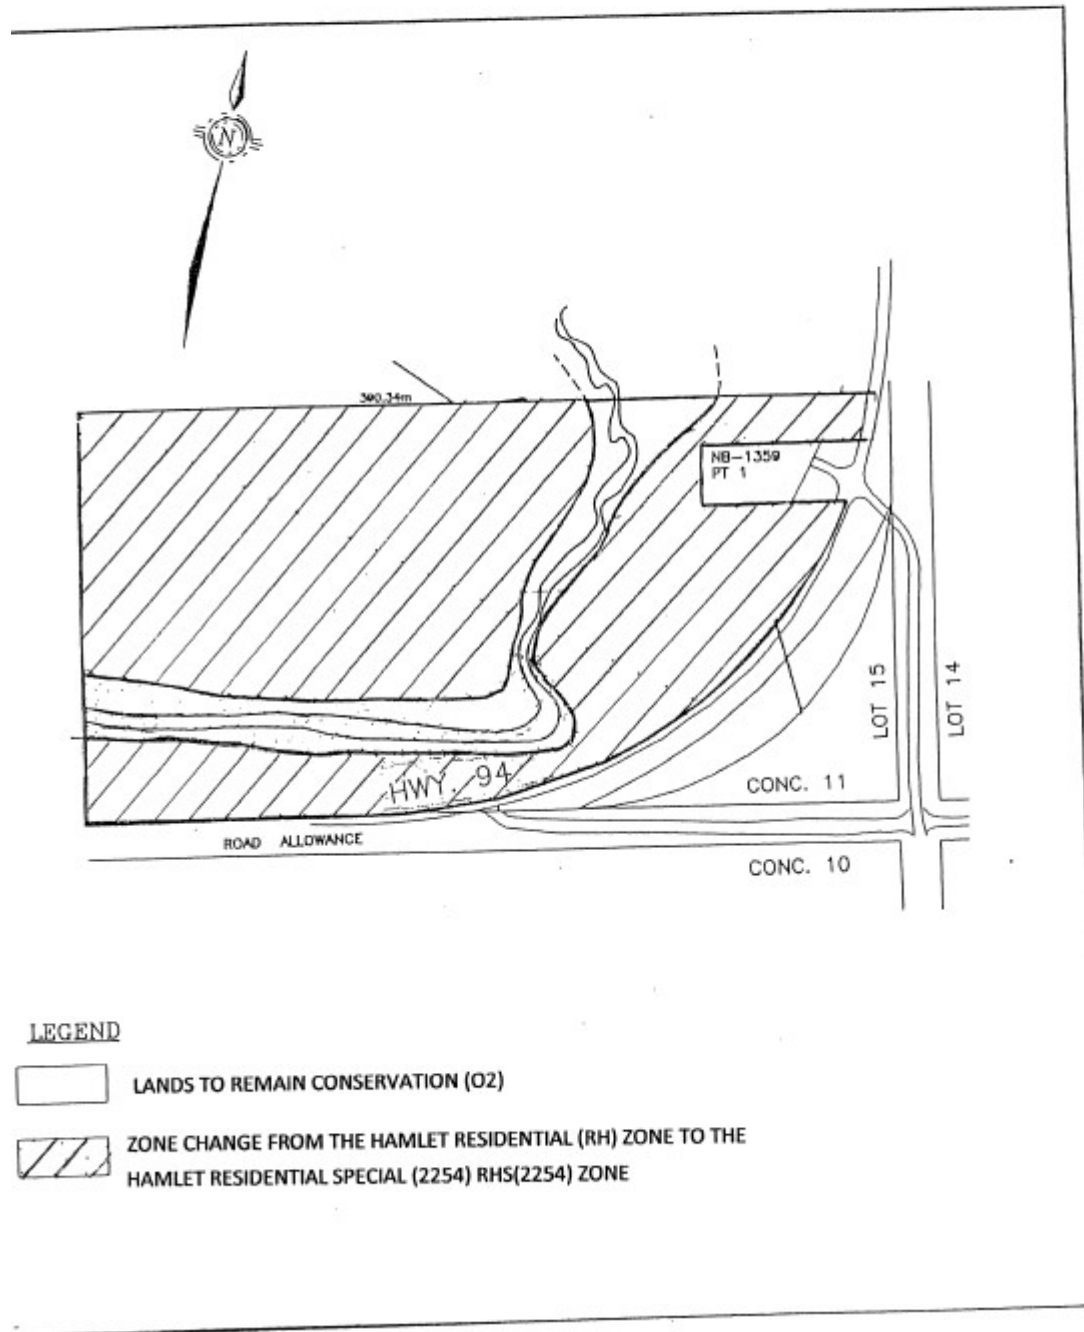 N
390.34m
NB-1359
PT 1
LOT 15
LOT 14
HWY. 94
CONC. 11
ROAD ALLOWANCE
CONC. 10
LEGEND
LANDS TO REMAIN CONSERVATION (O2)
ZONE CHANGE FROM THE HAMLET RESIDENTIAL (RH) ZONE TO THE
HAMLET RESIDENTIAL SPECIAL (2254) RHS(2254) ZONE